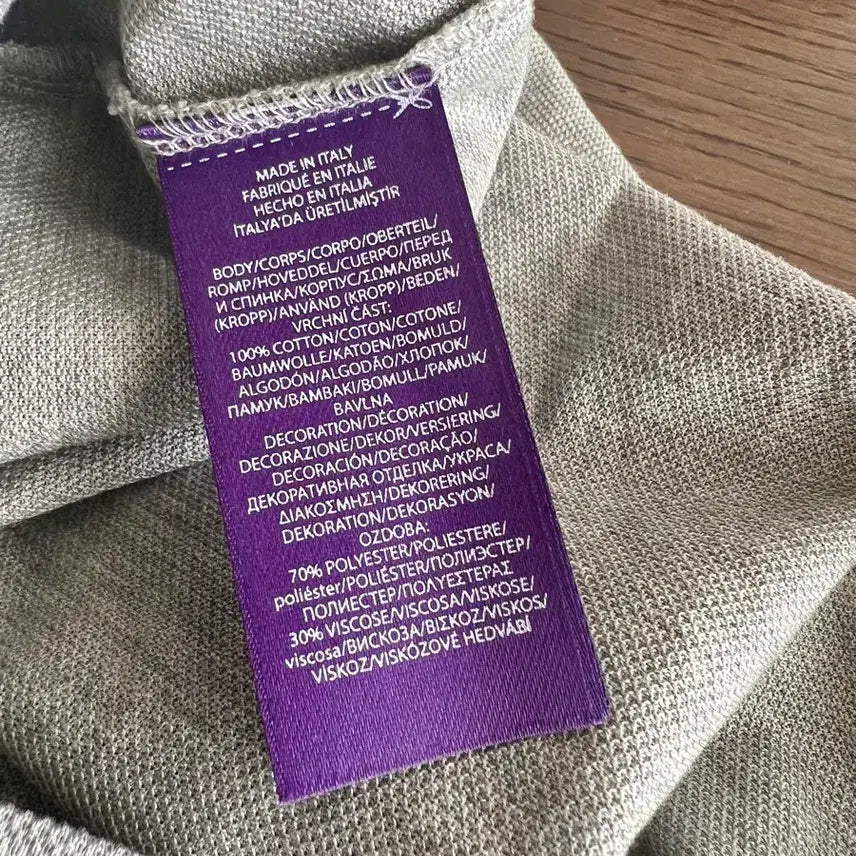 MADE IN ITALY
FABRIQUÉ EN ITALIE
HECHO EN ITALIA
İTALYA'DA ÜRETİLMİŞTİR
BODY/CORPS/CORPO/OBERTEIL/
ROMP/HOVEDDEL/CUERPO/ПЕРЕД
И СПИНКА/КОРПУС/ΣΩΜΑ/BRUK
(KROPP)/ANVÄND (KROPP)/BEDEN/
VRCHNÍ ČÁST:
100% COTTON/COTON/COTONE/
BAUMWOLLE/KATOEN/BOMULD/
ALGODÓN/ALGODÃO/ХЛОПОК/
ПАМУК/BAMBAKI/BOMULL/PAMUK/
BAVLNA
DECORATION/DÉCORATION/
DECORAZIONE/DEKOR/VERSIERING/
DECORACIÓN/DECORAÇÃO/
ДЕКОРАТИВНАЯ ОТДЕЛКА/УКРАСА/
ΔΙΑΚΟΣΜΗΣΗ/DEKORERING/
DEKORATION/DEKORASYON/
OZDOBA:
70% POLYESTER/POLIESTERE/
poliéster/POLIÉSTER/ПОЛИЭСТЕР/
ПОЛИЕСТЕР/ΠΟΛΥΕΣΤΕΡΑΣ
30% VISCOSE/VISCOSA/VISKOSE/
viscosa/ВИСКОЗА/ΒΙΣΚΟΖ/VISKOS/
VİSKOZ/VISKÓZOVÉ HEDVÁBÍ